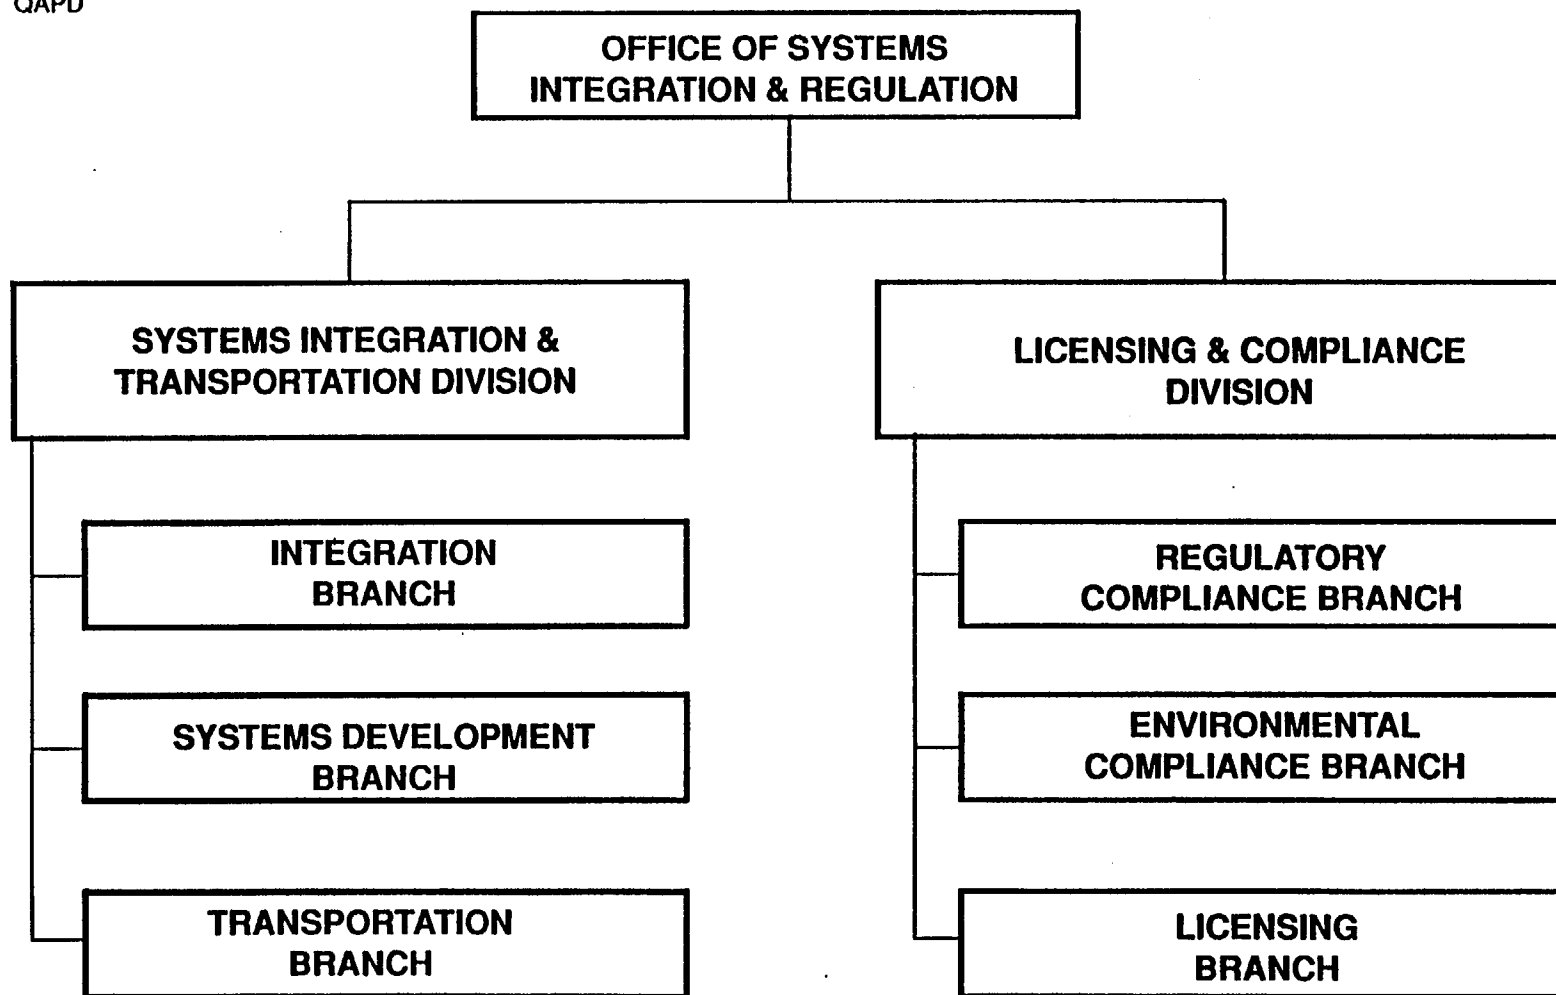 QAPD
OFFICE OF SYSTEMS
INTEGRATION & REGULATION
SYSTEMS INTEGRATION &
TRANSPORTATION DIVISION
LICENSING & COMPLIANCE
DIVISION
INTEGRATION
BRANCH
REGULATORY
COMPLIANCE BRANCH
SYSTEMS DEVELOPMENT
BRANCH
ENVIRONMENTAL
COMPLIANCE BRANCH
TRANSPORTATION
BRANCH
LICENSING
BRANCH